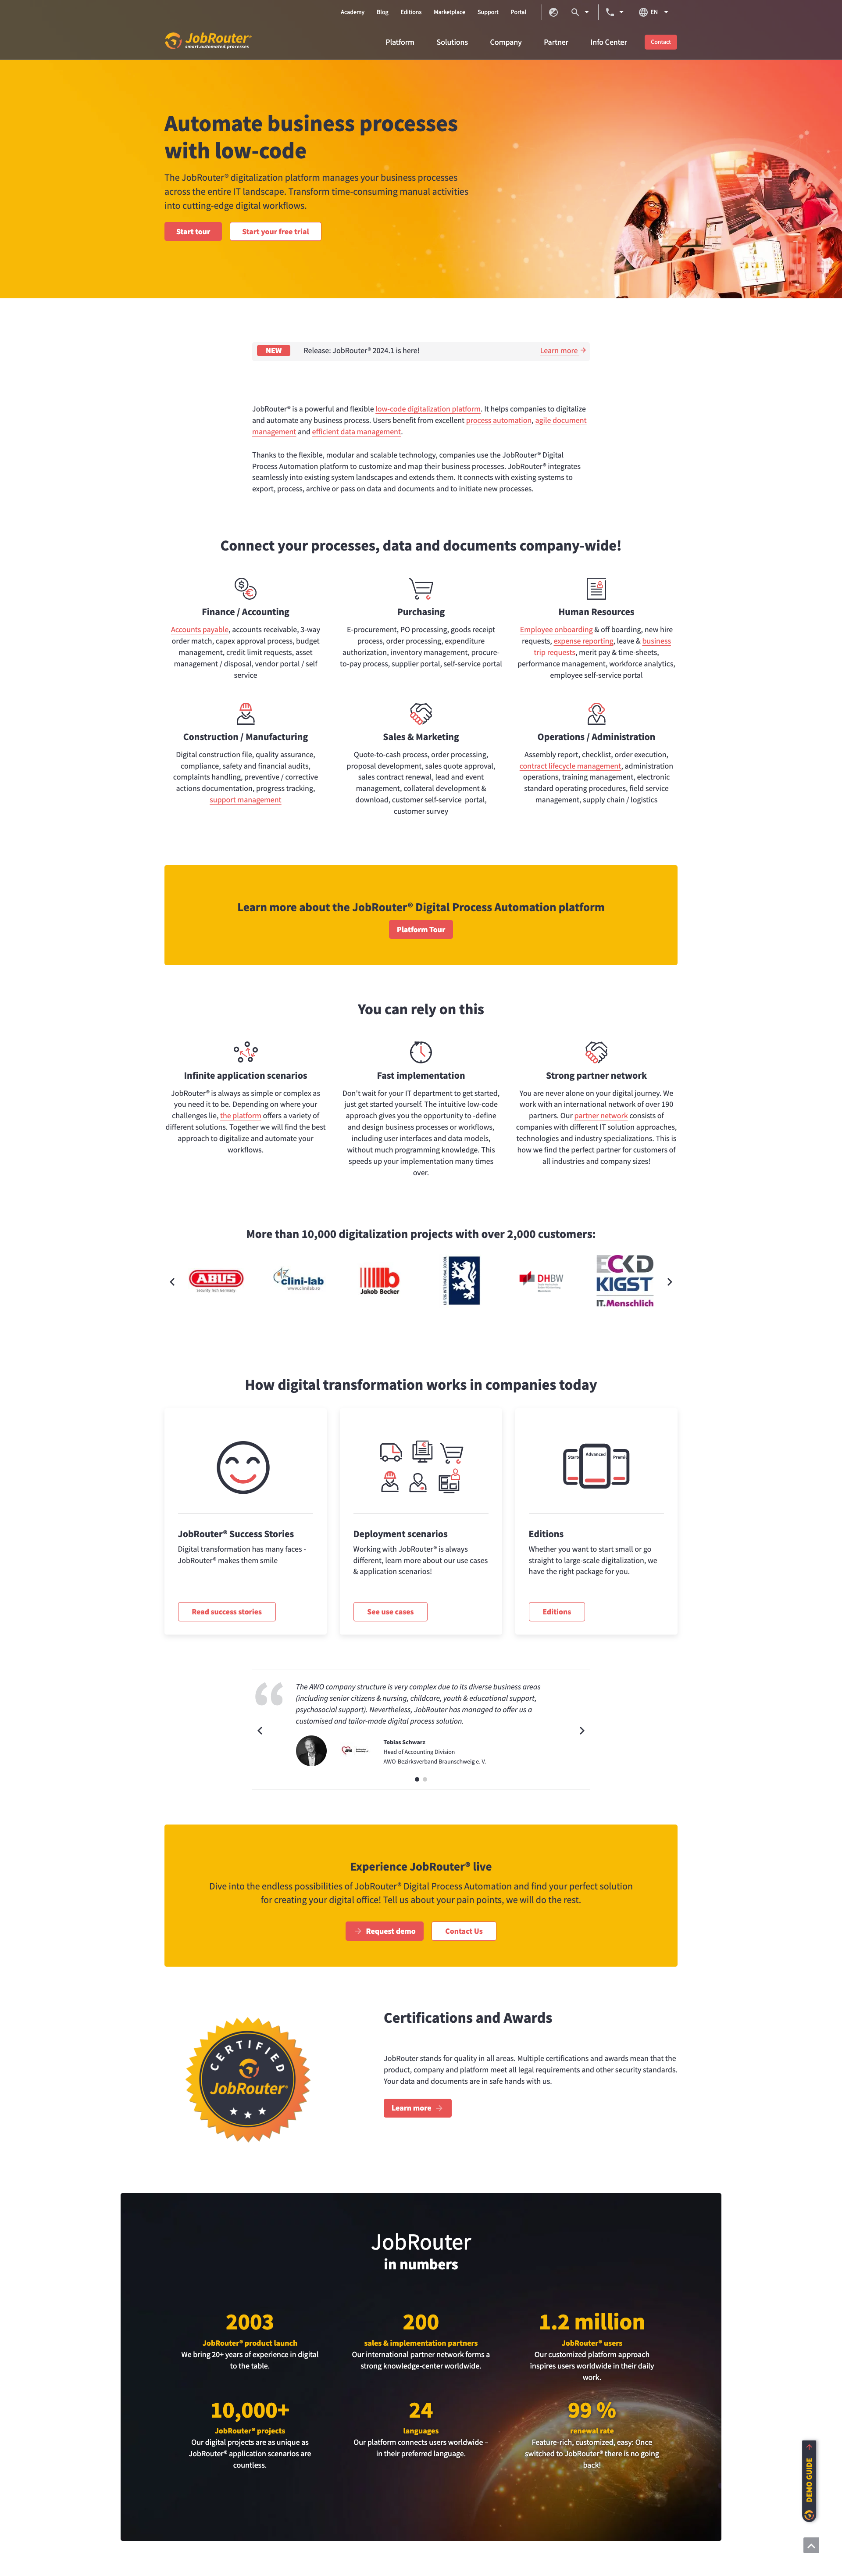 Academy Blog Editions Marketplace Support Portal EN
JobRouter®
smart.automated.processes
Platform Solutions Company Partner Info Center Contact
Automate business processes
with low-code
The JobRouter® digitalization platform manages your business processes
across the entire IT landscape. Transform time-consuming manual activities
into cutting-edge digital workflows.
Start tour Start your free trial
NEW Release: JobRouter® 2024.1 is here! Learn more
JobRouter® is a powerful and flexible low-code digitalization platform. It helps companies to digitalize
and automate any business process. Users benefit from excellent process automation, agile document
management and efficient data management.
Thanks to the flexible, modular and scalable technology, companies use the JobRouter® Digital
Process Automation platform to customize and map their business processes. JobRouter® integrates
seamlessly into existing system landscapes and extends them. It connects with existing systems to
export, process, archive or pass on data and documents and to initiate new processes.
Connect your processes, data and documents company-wide!
Finance / Accounting
Accounts payable, accounts receivable, 3-way
order match, capex approval process, budget
management, credit limit requests, asset
management / disposal, vendor portal / self
service
Purchasing
E-procurement, PO processing, goods receipt
process, order processing, expenditure
authorization, inventory management, procure-
to-pay process, supplier portal, self-service portal
Human Resources
Employee onboarding & off boarding, new hire
requests, expense reporting, leave & business
trip requests, merit pay & time-sheets,
performance management, workforce analytics,
employee self-service portal
Construction / Manufacturing
Digital construction file, quality assurance,
compliance, safety and financial audits,
complaints handling, preventive / corrective
actions documentation, progress tracking,
support management
Sales & Marketing
Quote-to-cash process, order processing,
proposal development, sales quote approval,
sales contract renewal, lead and event
management, collateral development &
download, customer self-service portal,
customer survey
Operations / Administration
Assembly report, checklist, order execution,
contract lifecycle management, administration
operations, training management, electronic
standard operating procedures, field service
management, supply chain / logistics
Learn more about the JobRouter® Digital Process Automation platform
Platform Tour
You can rely on this
Infinite application scenarios
JobRouter® is always as simple or complex as
you need it to be. Depending on where your
challenges lie, the platform offers a variety of
different solutions. Together we will find the best
approach to digitalize and automate your
workflows.
Fast implementation
Don't wait for your IT department to get started,
just get started yourself. The intuitive low-code
approach gives you the opportunity to -define
and design business processes or workflows,
including user interfaces and data models,
without much programming knowledge. This
speeds up your implementation many times
over.
Strong partner network
You are never alone on your digital journey. We
work with an international network of over 190
partners. Our partner network consists of
companies with different IT solution approaches,
technologies and industry specializations. This is
how we find the perfect partner for customers of
all industries and company sizes!
More than 10,000 digitalization projects with over 2,000 customers:
ABUS
Security Tech Germany
clini-lab
www.clinilab.co
Jakob Becker
DHBW
ECKD
KIGST
IT.Menschlich
How digital transformation works in companies today
JobRouter® Success Stories
Digital transformation has many faces -
JobRouter® makes them smile
Read success stories
Deployment scenarios
Working with JobRouter® is always
different, learn more about our use cases
& application scenarios!
See use cases
Advanced
Editions
Whether you want to start small or go
straight to large-scale digitalization, we
have the right package for you.
Editions
The AWO company structure is very complex due to its diverse business areas
(including senior citizens & nursing, childcare, youth & educational support,
psychosocial support). Nevertheless, JobRouter has managed to offer us a
customised and tailor-made digital process solution.
Tobias Schwarz
Head of Accounting Division
AWO-Bezirksverband Braunschweig e. V.
Experience JobRouter® live
Dive into the endless possibilities of JobRouter® Digital Process Automation and find your perfect solution
for creating your digital office! Tell us about your pain points, we will do the rest.
Request demo Contact Us
CERTIFIED
JobRouter®
Certifications and Awards
JobRouter stands for quality in all areas. Multiple certifications and awards mean that the
product, company and platform meet all legal requirements and other security standards.
Your data and documents are in safe hands with us.
Learn more
JobRouter
in numbers
2003
JobRouter® product launch
We bring 20+ years of experience in digital
to the table.
200
sales & implementation partners
Our international partner network forms a
strong knowledge-center worldwide.
1.2 million
JobRouter® users
Our customized platform approach
inspires users worldwide in their daily
work.
10,000+
JobRouter® projects
Our digital projects are as unique as
JobRouter® application scenarios are
countless.
24
languages
Our platform connects users worldwide –
in their preferred language.
99 %
renewal rate
Feature-rich, customized, easy: Once
switched to JobRouter® there is no going
back!
DEMO GUIDE